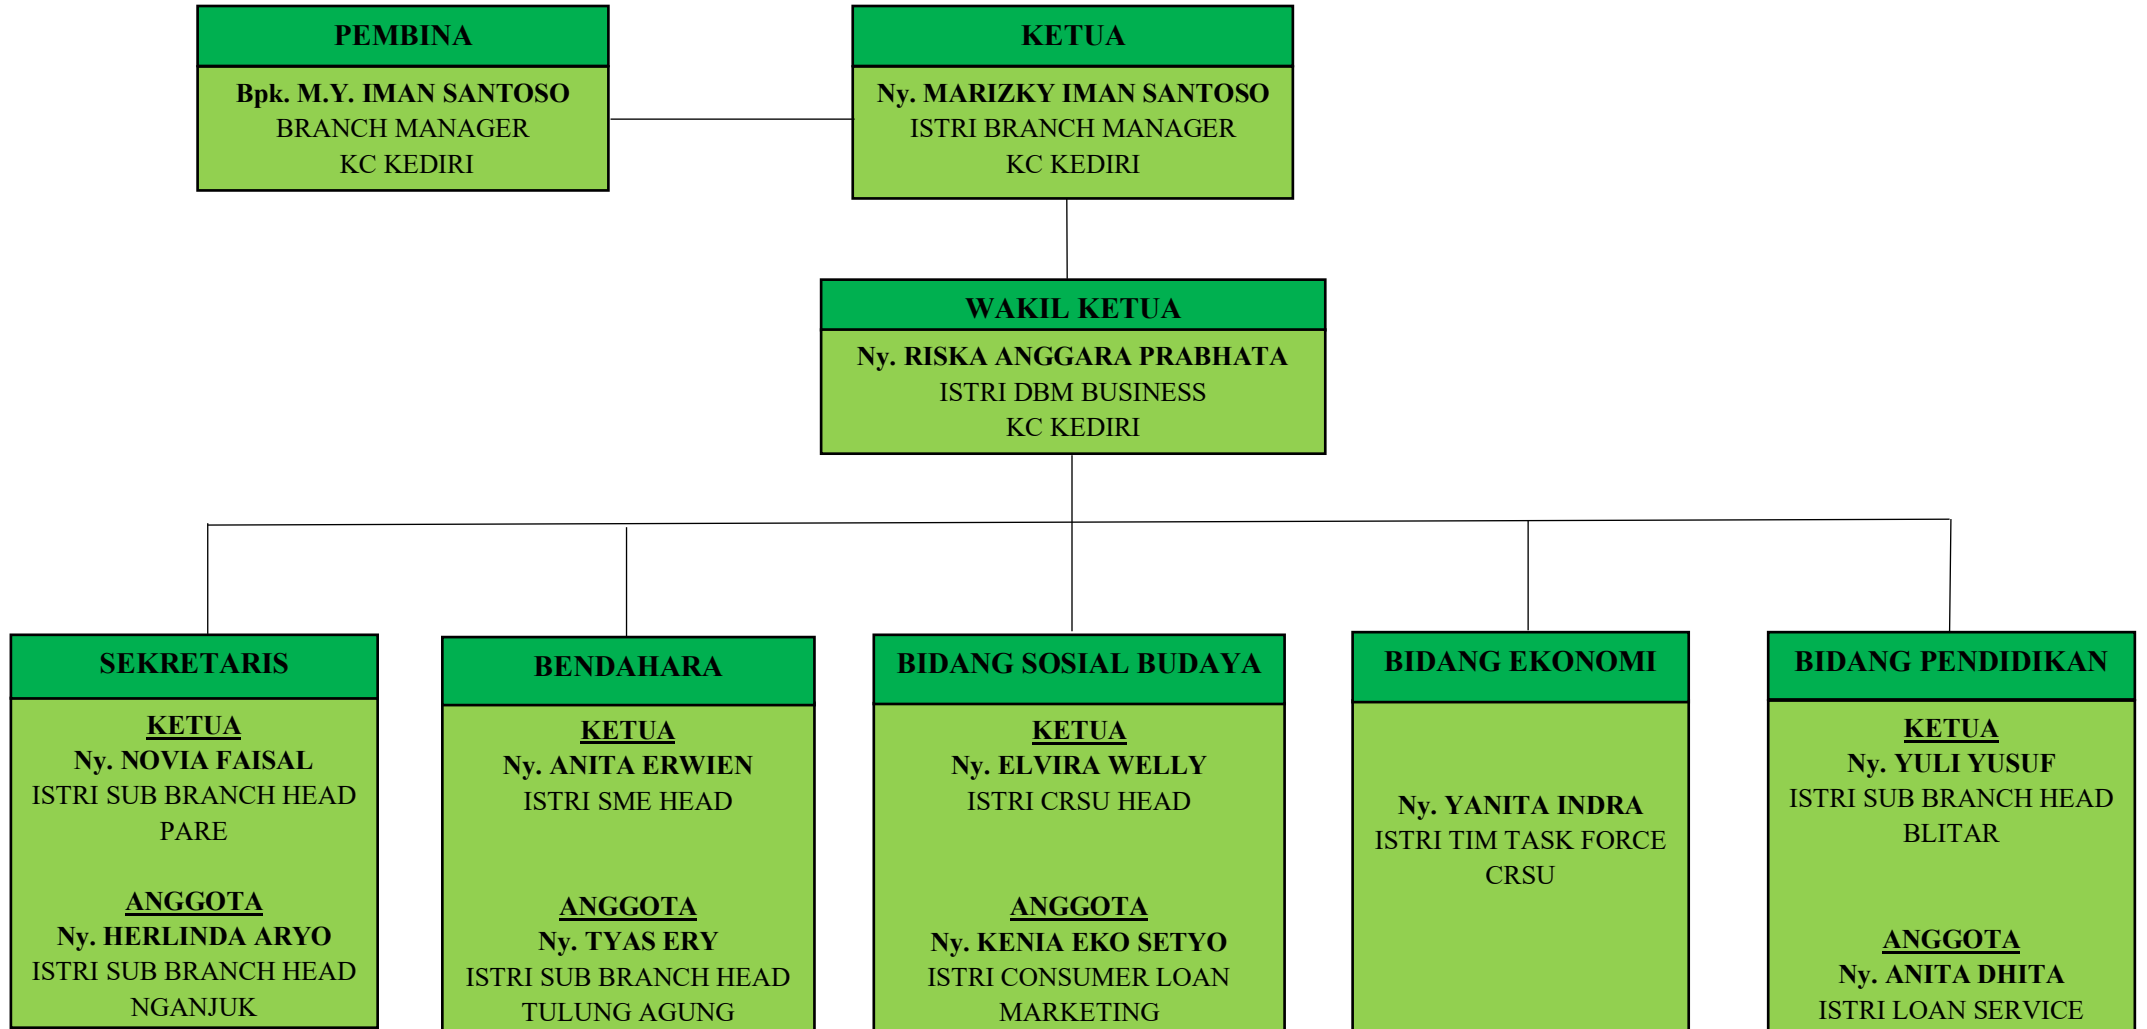 PEMBINA
Bpk. M.Y. IMAN SANTOSO
BRANCH MANAGER
KC KEDIRI
KETUA
Ny. MARIZKY IMAN SANTOSO
ISTRI BRANCH MANAGER
KC KEDIRI
WAKIL KETUA
Ny. RISKA ANGGARA PRABHATA
ISTRI DBM BUSINESS
KC KEDIRI
SEKRETARIS
KETUA
Ny. NOVIA FAISAL
ISTRI SUB BRANCH HEAD
PARE
ANGGOTA
Ny. HERLINDA ARYO
ISTRI SUB BRANCH HEAD
NGANJUK
BENDAHARA
KETUA
Ny. ANITA ERWIEN
ISTRI SME HEAD
ANGGOTA
Ny. TYAS ERY
ISTRI SUB BRANCH HEAD
TULUNG AGUNG
BIDANG SOSIAL BUDAYA
KETUA
Ny. ELVIRA WELLY
ISTRI CRSU HEAD
ANGGOTA
Ny. KENIA EKO SETYO
ISTRI CONSUMER LOAN
MARKETING
BIDANG EKONOMI
Ny. YANITA INDRA
ISTRI TIM TASK FORCE
CRSU
BIDANG PENDIDIKAN
KETUA
Ny. YULI YUSUF
ISTRI SUB BRANCH HEAD
BLITAR
ANGGOTA
Ny. ANITA DHITA
ISTRI LOAN SERVICE